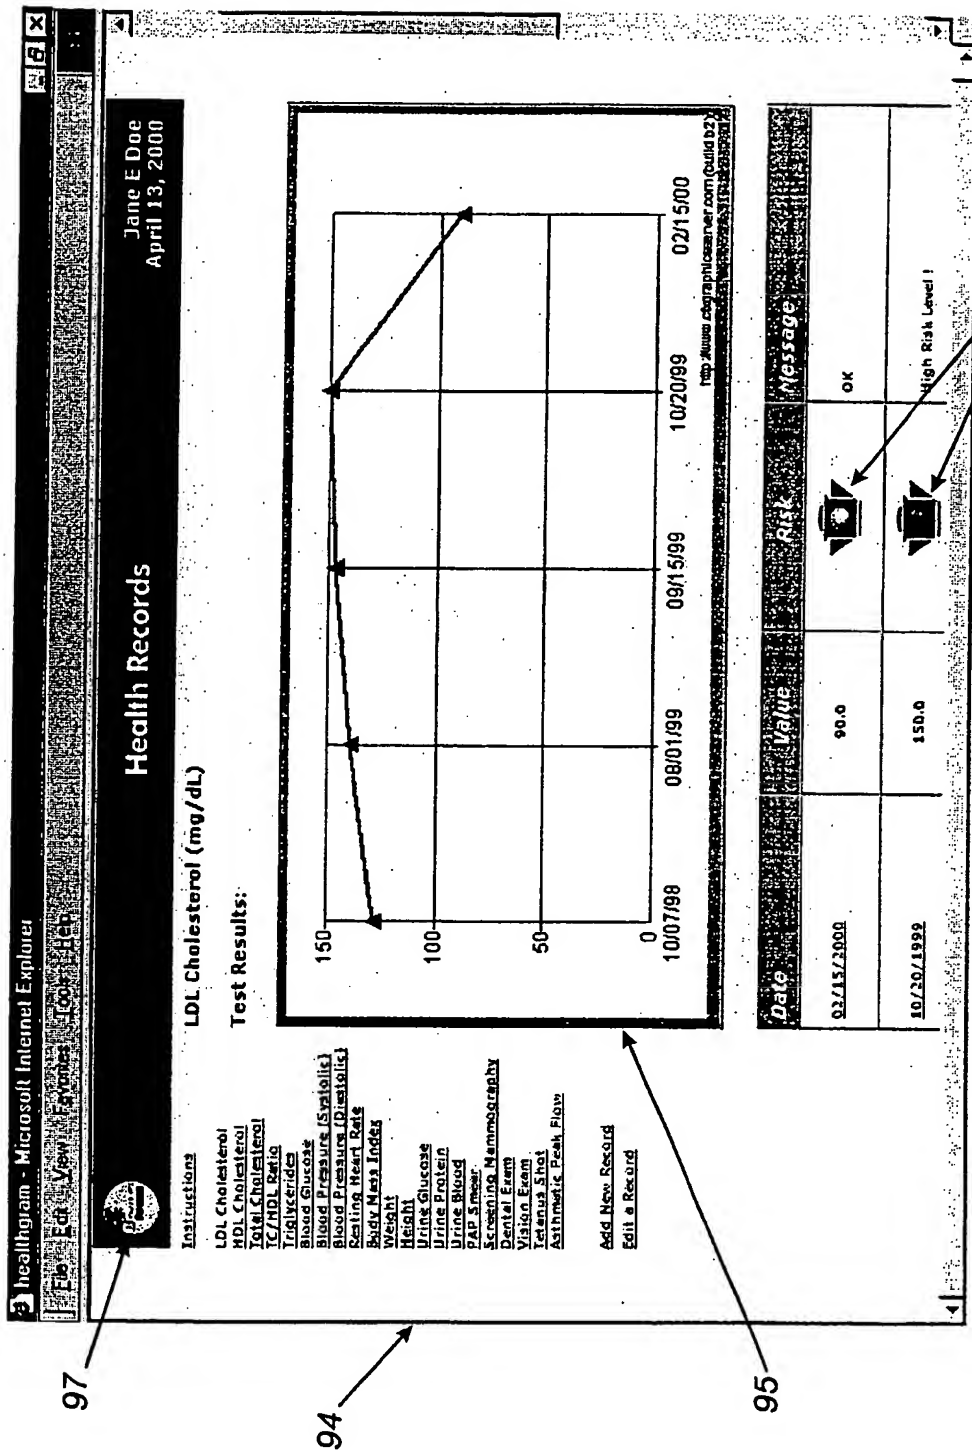 healthgram - Microsoft Internet Explorer
File Edit View Favorites Tools Help
97
Health Records
Jane E Doe
April 13, 2000
94
Instructions
LDL Cholesterol
HDL Cholesterol
Total Cholesterol
TC/HDL Ratio
Triglycerides
Blood Glucose
Blood Pressure (Systolic)
Blood Pressure (Diastolic)
Resting Heart Rate
Body Mass Index
Weight
Height
Urine Glucose
Urine Protein
Urine Blood
PAP Smear
Screening Mammography
Dental Exam
Vision Exam
Tetanus Shot
Asthmatic Peak Flow
Add New Record
Edit a Record
LDL Cholesterol (mg/dL)
Test Results:
150
100
50
0
10/07/98 08/01/99 09/15/99 10/20/99 02/15/00
95
Date Value Risk Message
02/15/2000 90.0 OK
10/20/1999 150.0 High Risk Level !